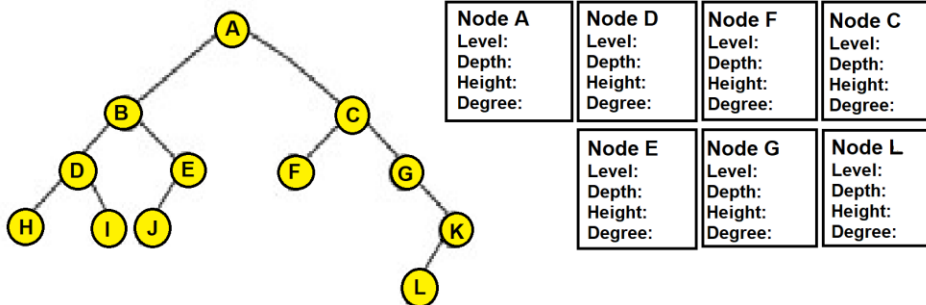 A
B
C
D
E
F
G
H
I
J
K
L
Node A
Level:
Depth:
Height:
Degree:
Node D
Level:
Depth:
Height:
Degree:
Node F
Level:
Depth:
Height:
Degree:
Node C
Level:
Depth:
Height:
Degree:
Node E
Level:
Depth:
Height:
Degree:
Node G
Level:
Depth:
Height:
Degree:
Node L
Level:
Depth:
Height:
Degree: